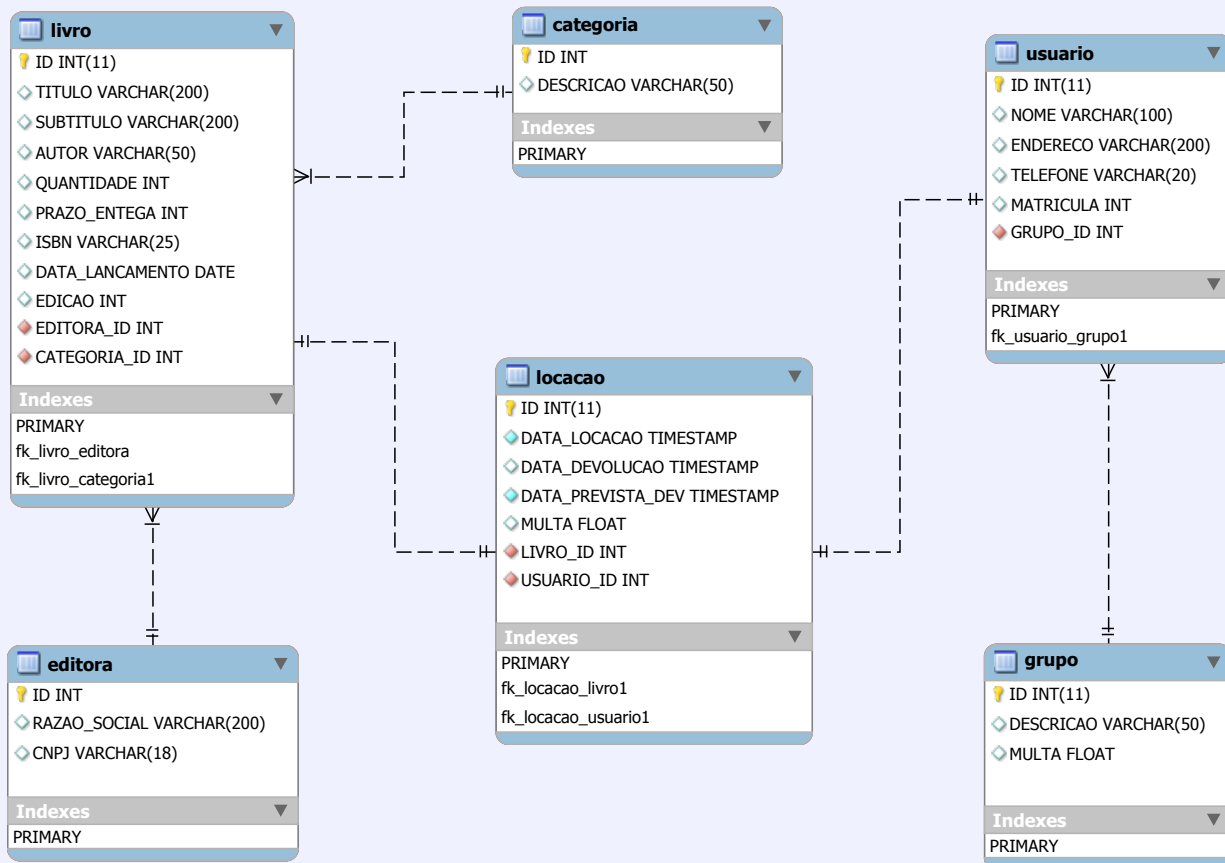 livro
ID INT(11)
TITULO VARCHAR(200)
SUBTITULO VARCHAR(200)
AUTOR VARCHAR(50)
QUANTIDADE INT
PRAZO_ENTEGA INT
ISBN VARCHAR(25)
DATA_LANCAMENTO DATE
EDICAO INT
EDITORA_ID INT
CATEGORIA_ID INT
Indexes
PRIMARY
fk_livro_editora
fk_livro_categoria1
categoria
ID INT
DESCRICAO VARCHAR(50)
Indexes
PRIMARY
usuario
ID INT(11)
NOME VARCHAR(100)
ENDERECO VARCHAR(200)
TELEFONE VARCHAR(20)
MATRICULA INT
GRUPO_ID INT
Indexes
PRIMARY
fk_usuario_grupo1
locacao
ID INT(11)
DATA_LOCACAO TIMESTAMP
DATA_DEVOLUCAO TIMESTAMP
DATA_PREVISTA_DEV TIMESTAMP
MULTA FLOAT
LIVRO_ID INT
USUARIO_ID INT
Indexes
PRIMARY
fk_locacao_livro1
fk_locacao_usuario1
editora
ID INT
RAZAO_SOCIAL VARCHAR(200)
CNPJ VARCHAR(18)
Indexes
PRIMARY
grupo
ID INT(11)
DESCRICAO VARCHAR(50)
MULTA FLOAT
Indexes
PRIMARY